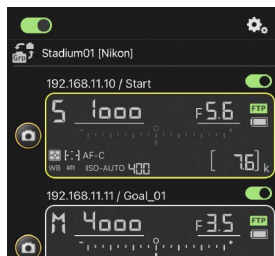 Grp Stadium01 [Nikon]
192.168.11.10 / Start
S 1000 F5.6 FTP
AF-C
WB ISO-AUTO 400 [ 7.6] k
192.168.11.11 / Goal_01
M 4000 F3.5 FTP